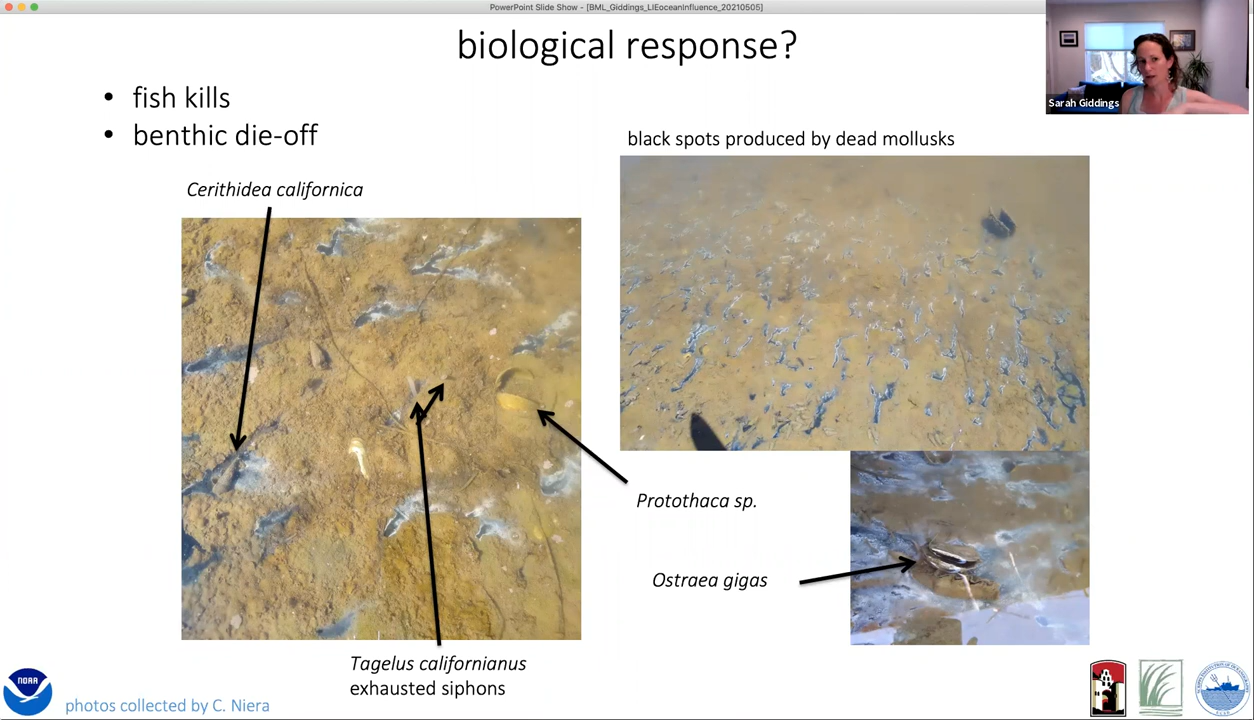 PowerPoint Slide Show - [BML_Giddings_LIEoceanInfluence_20210505]
biological response?
• fish kills
• benthic die-off
Sarah Giddings
black spots produced by dead mollusks
Cerithidea californica
Protothaca sp.
Ostraea gigas
Tagelus californianus
exhausted siphons
NOAA
photos collected by C. Niera